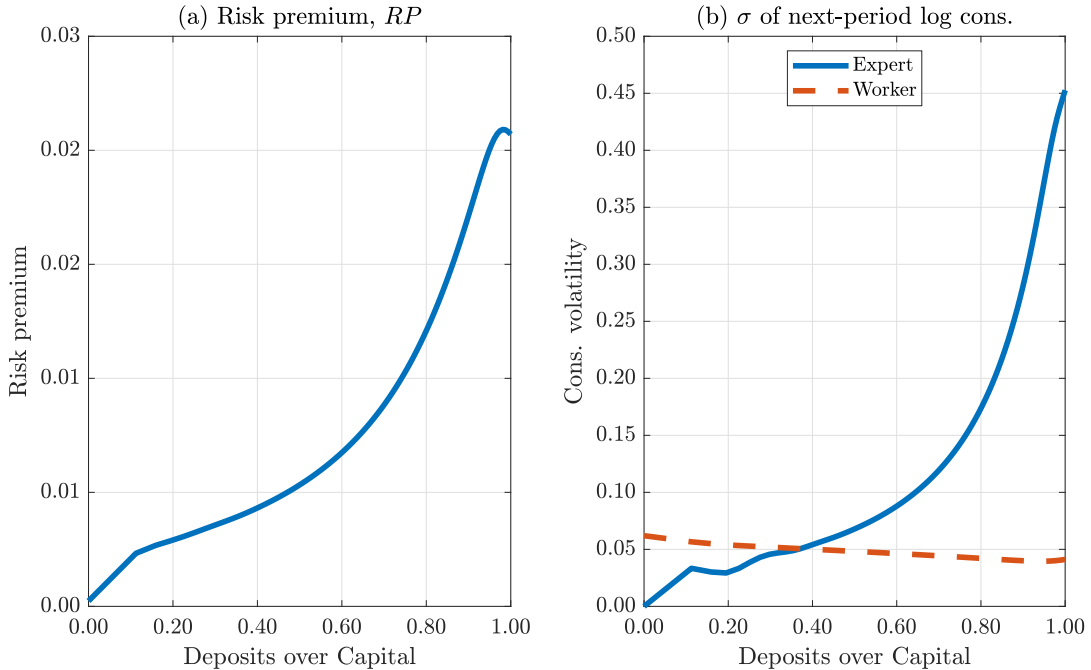 (a) Risk premium, RP
0.03
0.02
0.02
0.01
0.01
0.00
0.00 0.20 0.40 0.60 0.80 1.00
Risk premium
Deposits over Capital
(b) σ of next-period log cons.
Expert
Worker
0.50
0.45
0.40
0.35
0.30
0.25
0.20
0.15
0.10
0.05
0.00
0.00 0.20 0.40 0.60 0.80 1.00
Cons. volatility
Deposits over Capital